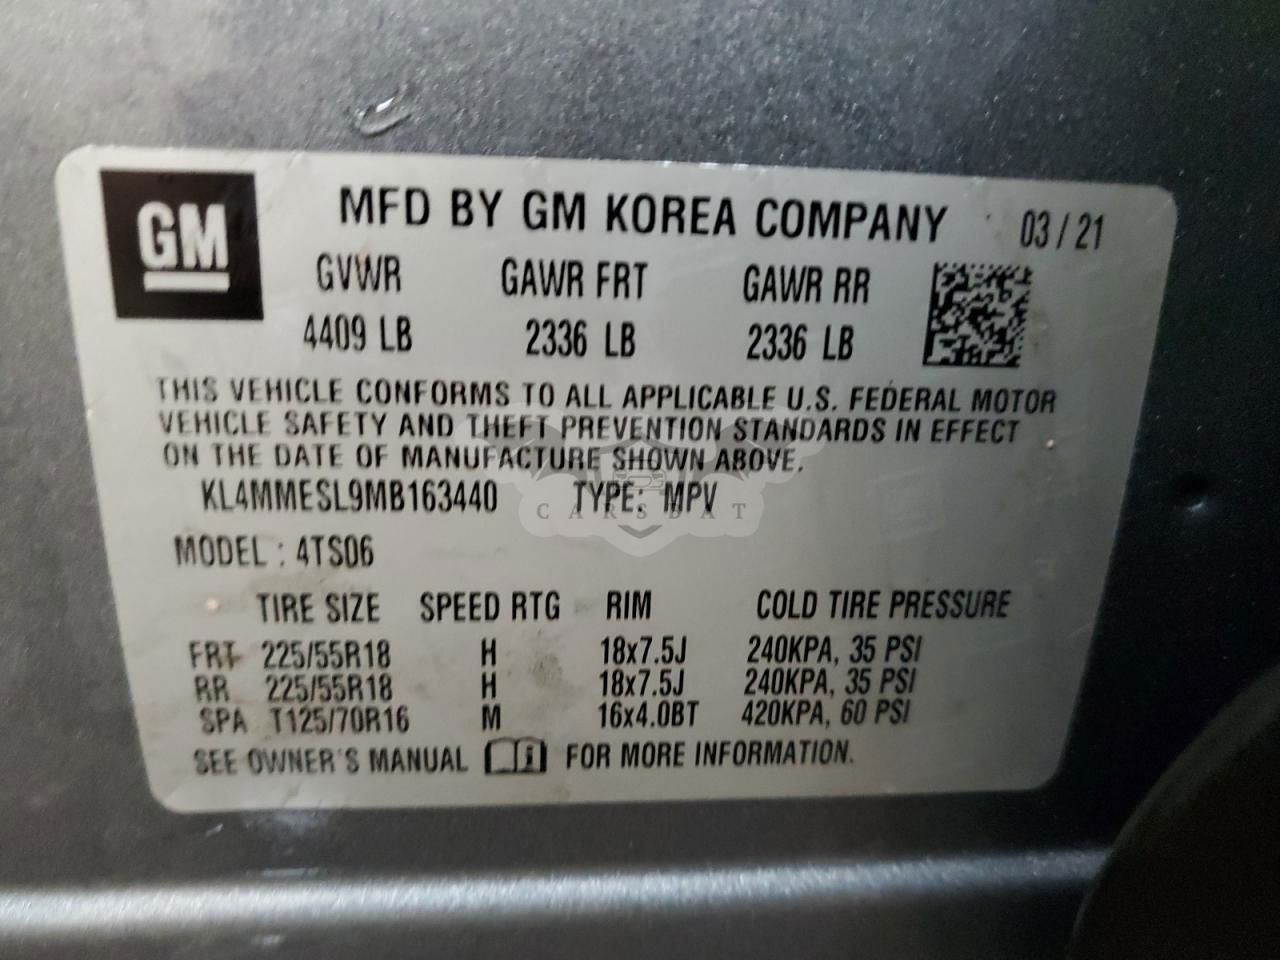 GM
MFD BY GM KOREA COMPANY 03/21
GVWR GAWR FRT GAWR RR
4409 LB 2336 LB 2336 LB
THIS VEHICLE CONFORMS TO ALL APPLICABLE U.S. FEDERAL MOTOR
VEHICLE SAFETY AND THEFT PREVENTION STANDARDS IN EFFECT
ON THE DATE OF MANUFACTURE SHOWN ABOVE.
KL4MMESL9MB163440 TYPE: MPV
CARSBAT
MODEL : 4TS06
TIRE SIZE SPEED RTG RIM COLD TIRE PRESSURE
FRT 225/55R18 H 18x7.5J 240KPA, 35 PSI
RR 225/55R18 H 18x7.5J 240KPA, 35 PSI
SPA T125/70R16 M 16x4.0BT 420KPA, 60 PSI
SEE OWNER'S MANUAL FOR MORE INFORMATION.